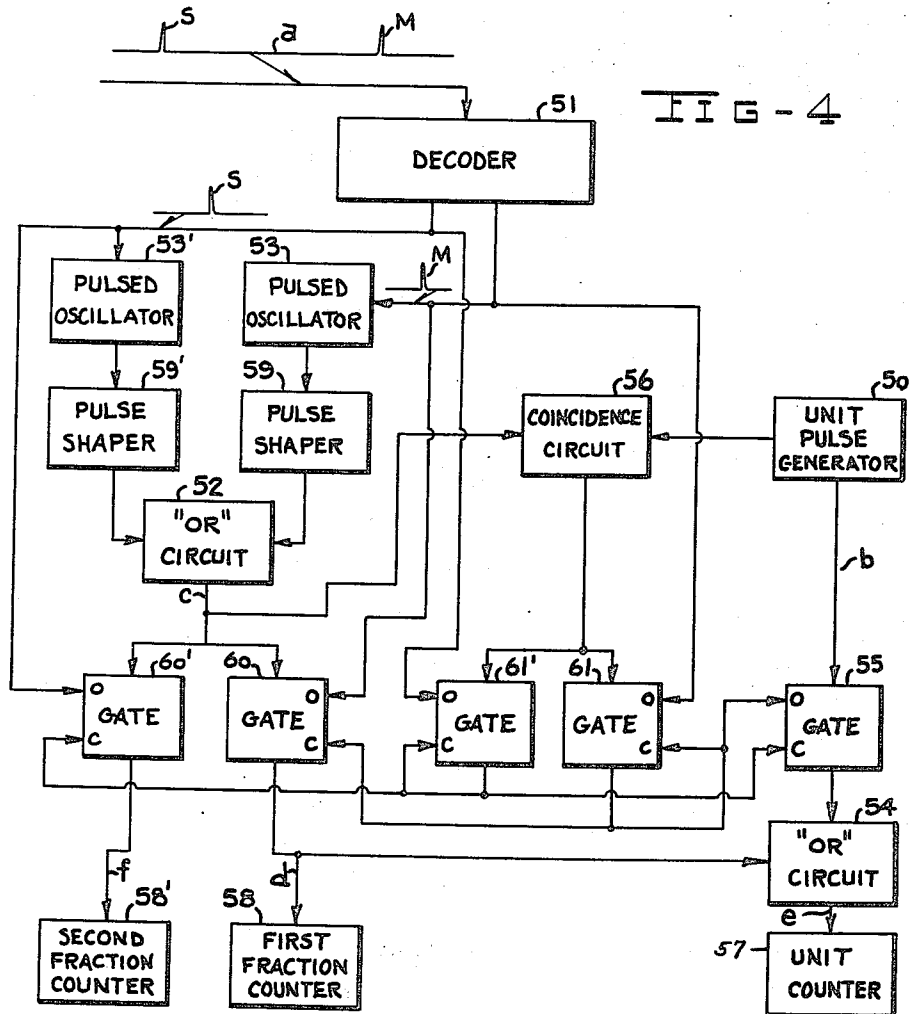 S
a
M
FIG-4
51
DECODER
S
53'
PULSED
OSCILLATOR
53
PULSED
OSCILLATOR
M
59'
PULSE
SHAPER
59
PULSE
SHAPER
56
COINCIDENCE
CIRCUIT
50
UNIT
PULSE
GENERATOR
52
"OR"
CIRCUIT
c
b
60'
O
GATE
C
60
O
GATE
C
61'
O
GATE
C
61
O
GATE
C
55
O
GATE
C
54
"OR"
CIRCUIT
f
d
e
58'
SECOND
FRACTION
COUNTER
58
FIRST
FRACTION
COUNTER
57
UNIT
COUNTER